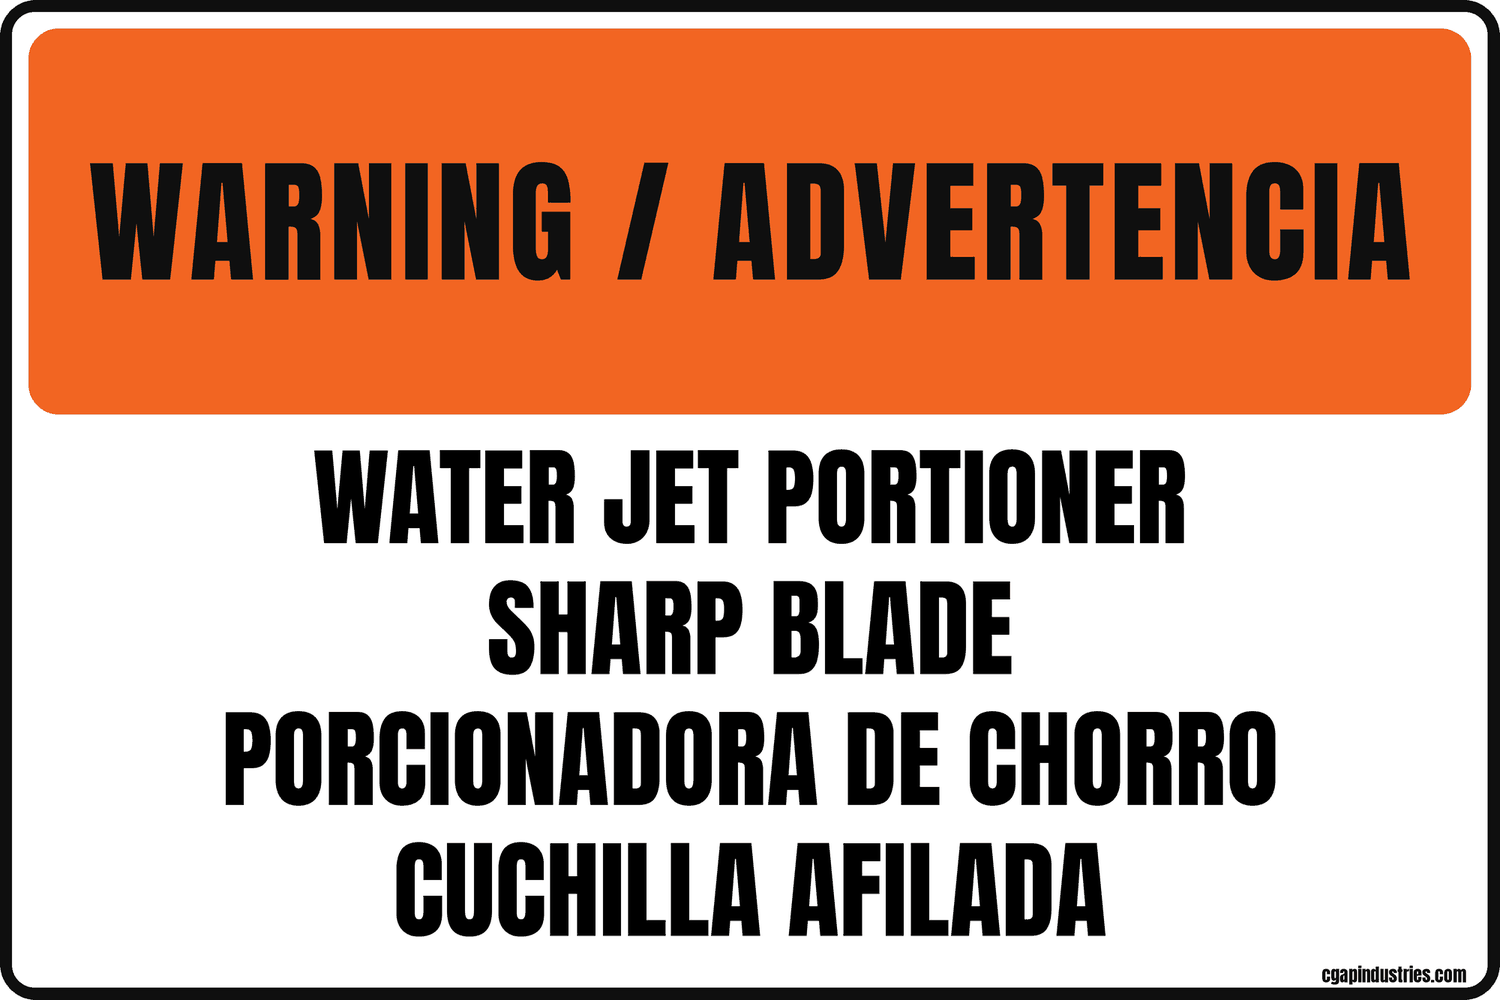 WARNING / ADVERTENCIA
WATER JET PORTIONER
SHARP BLADE
PORCIONADORA DE CHORRO
CUCHILLA AFILADA
cgapindustries.com